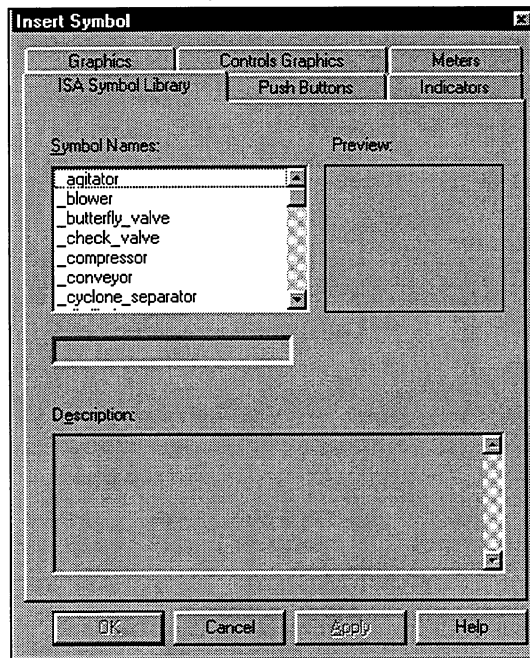 Insert Symbol
Graphics
Controls Graphics
Meters
ISA Symbol Library
Push Buttons
Indicators
Symbol Names:
Preview:
_agitator
_blower
_butterfly_valve
_check_valve
_compressor
_conveyor
_cyclone_separator
Description:
OK
Cancel
Apply
Help